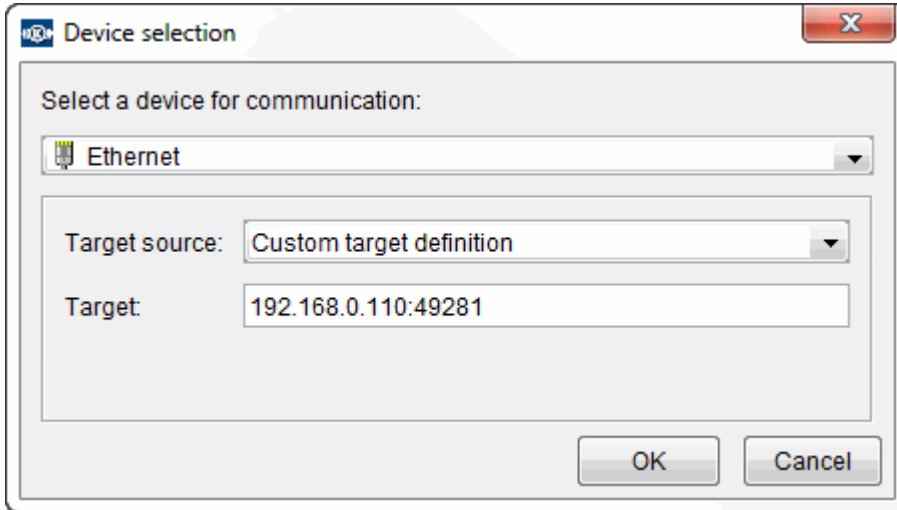 Device selection
Select a device for communication:
Ethernet
Target source: Custom target definition
Target: 192.168.0.110:49281
OK Cancel